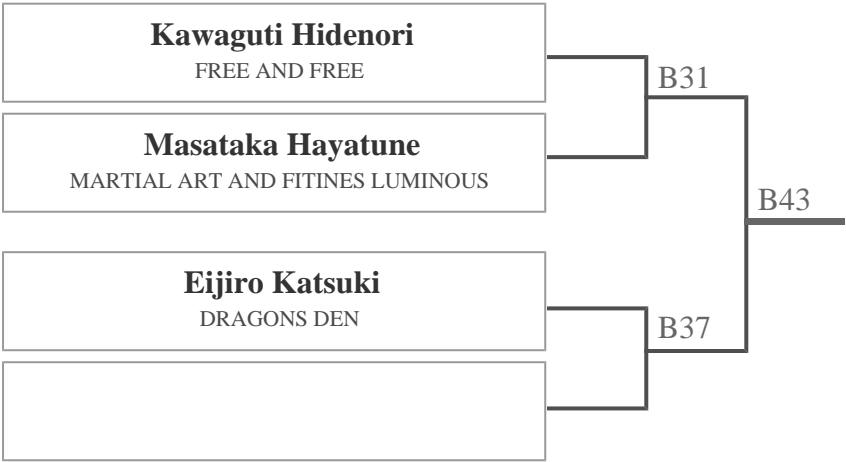 Kawaguti Hidenori
FREE AND FREE
B31
Masataka Hayatune
MARTIAL ART AND FITINES LUMINOUS
B43
Eijiro Katsuki
DRAGONS DEN
B37